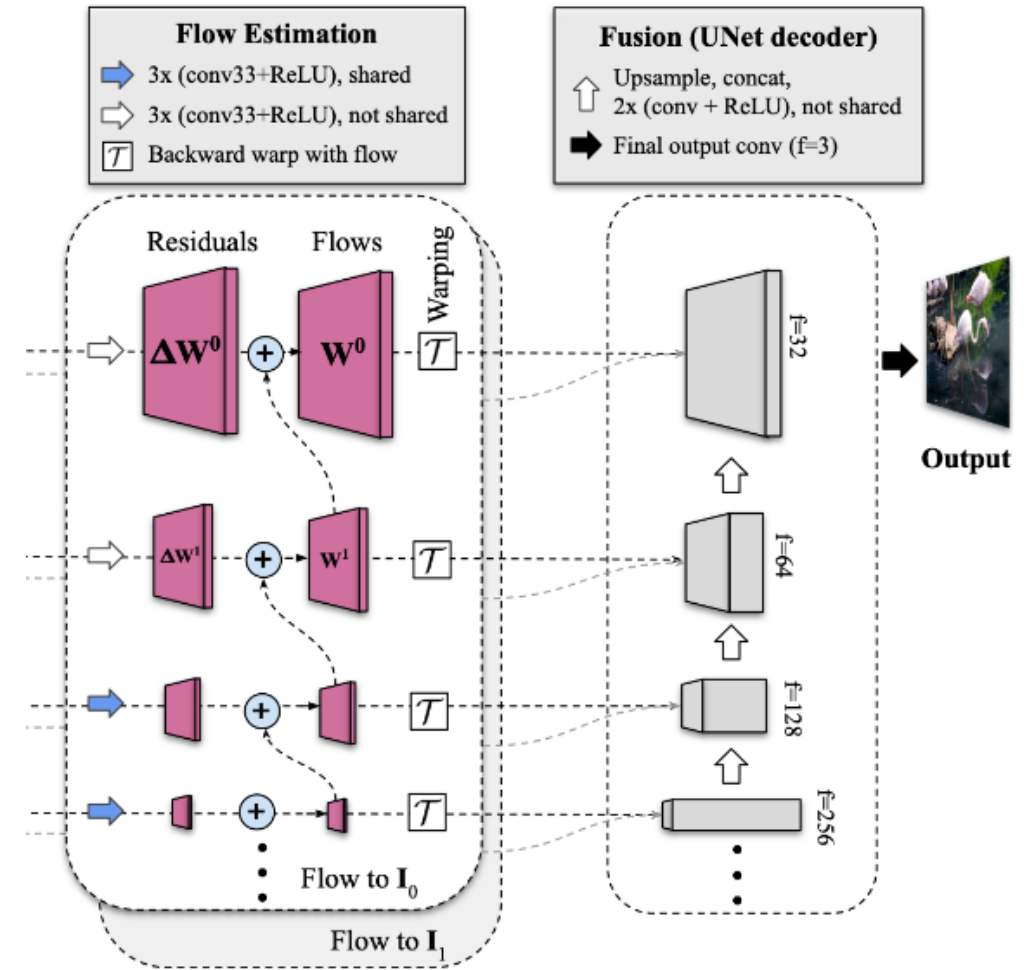 Flow Estimation
3x (conv33+ReLU), shared
3x (conv33+ReLU), not shared
T Backward warp with flow
Fusion (UNet decoder)
Upsample, concat,
2x (conv + ReLU), not shared
Final output conv (f=3)
Residuals
Flows
Warping
ΔW⁰
+
W⁰
T
f=32
Output
ΔW¹
+
W¹
T
f=64
+
T
f=128
+
T
f=256
Flow to I₀
Flow to I₁